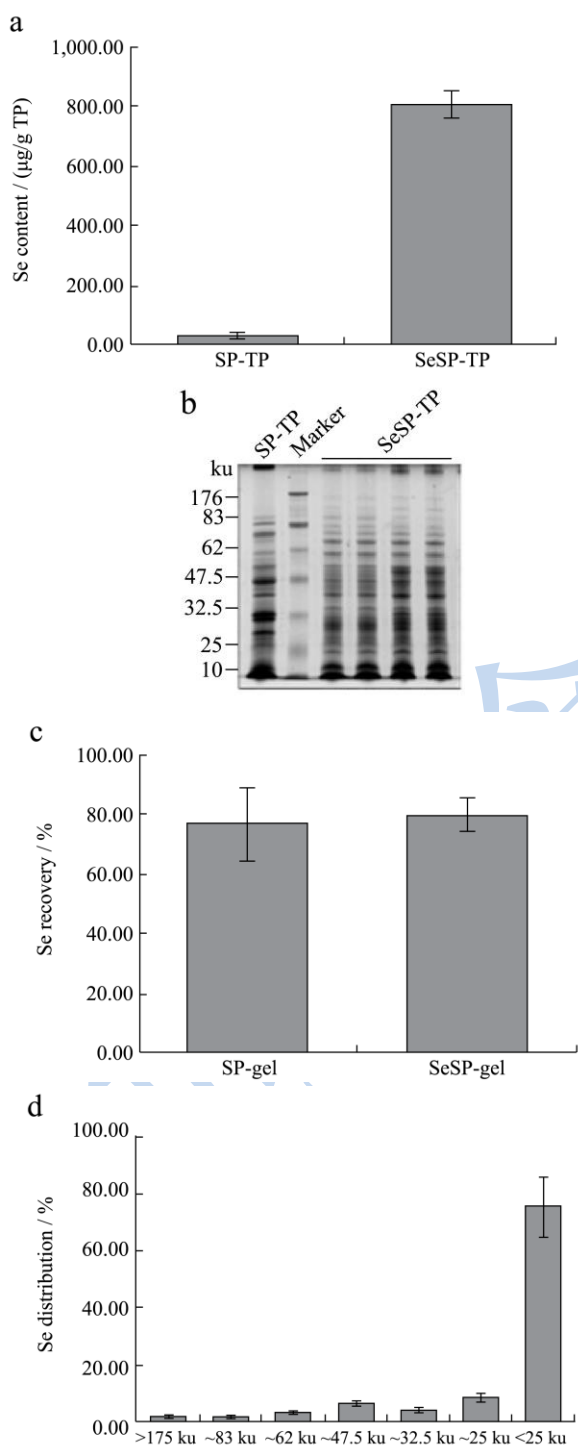 a
1,000.00
800.00
600.00
400.00
200.00
0.00
Se content / (μg/g TP)
SP-TP SeSP-TP
b
SP-TP Marker SeSP-TP
ku
176
83
62
47.5
32.5
25
10
c
100.00
80.00
60.00
40.00
20.00
0.00
Se recovery / %
SP-gel SeSP-gel
d
100.00
80.00
60.00
40.00
20.00
0.00
Se distribution / %
>175 ku ~83 ku ~62 ku ~47.5 ku ~32.5 ku ~25 ku <25 ku